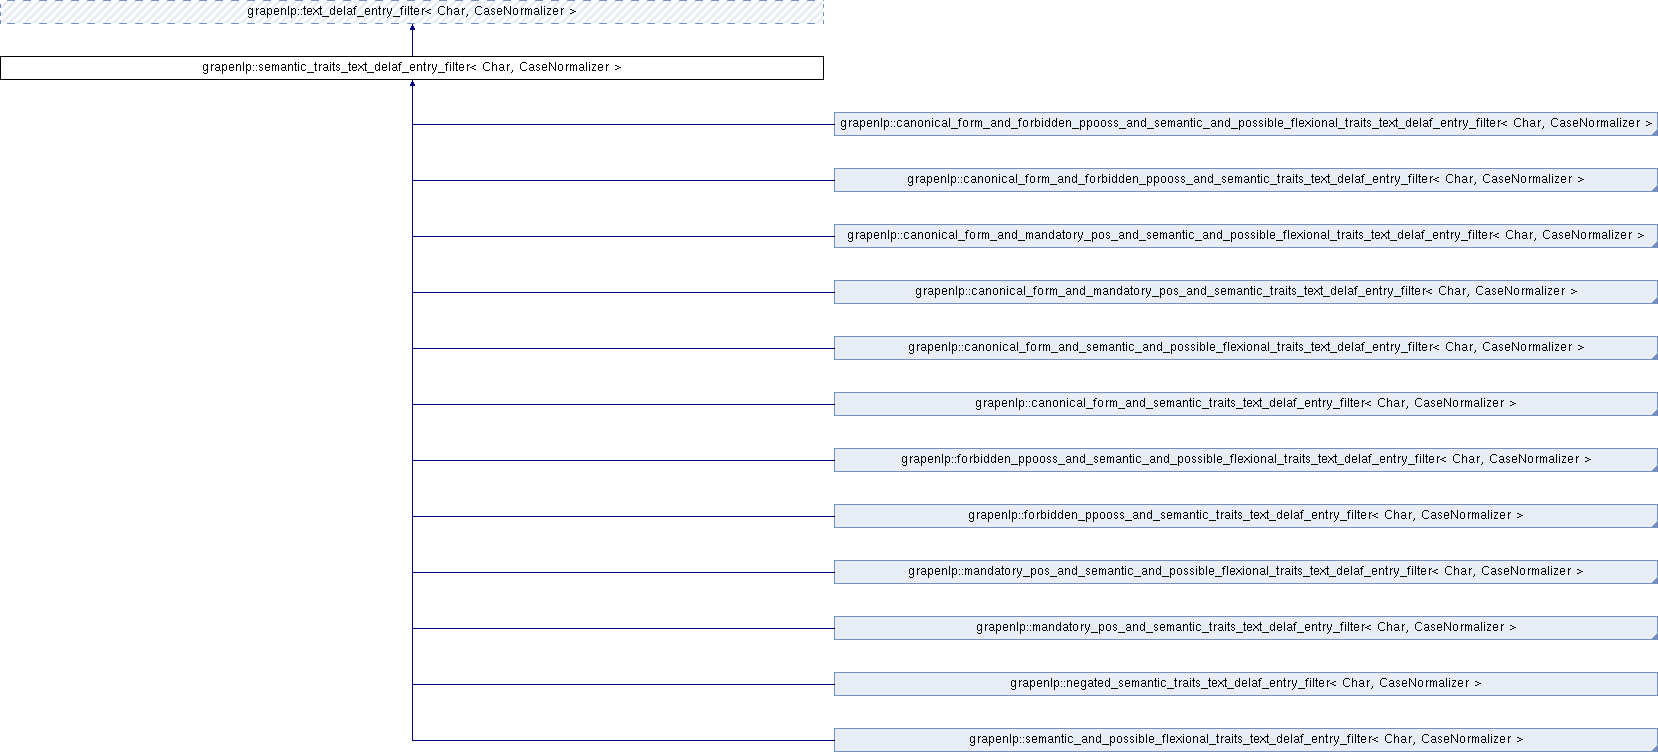 grapenlp::text_delaf_entry_filter< Char, CaseNormalizer >
grapenlp::semantic_traits_text_delaf_entry_filter< Char, CaseNormalizer >
grapenlp::canonical_form_and_forbidden_ppooss_and_semantic_and_possible_flexional_traits_text_delaf_entry_filter< Char, CaseNormalizer >
grapenlp::canonical_form_and_forbidden_ppooss_and_semantic_traits_text_delaf_entry_filter< Char, CaseNormalizer >
grapenlp::canonical_form_and_mandatory_pos_and_semantic_and_possible_flexional_traits_text_delaf_entry_filter< Char, CaseNormalizer >
grapenlp::canonical_form_and_mandatory_pos_and_semantic_traits_text_delaf_entry_filter< Char, CaseNormalizer >
grapenlp::canonical_form_and_semantic_and_possible_flexional_traits_text_delaf_entry_filter< Char, CaseNormalizer >
grapenlp::canonical_form_and_semantic_traits_text_delaf_entry_filter< Char, CaseNormalizer >
grapenlp::forbidden_ppooss_and_semantic_and_possible_flexional_traits_text_delaf_entry_filter< Char, CaseNormalizer >
grapenlp::forbidden_ppooss_and_semantic_traits_text_delaf_entry_filter< Char, CaseNormalizer >
grapenlp::mandatory_pos_and_semantic_and_possible_flexional_traits_text_delaf_entry_filter< Char, CaseNormalizer >
grapenlp::mandatory_pos_and_semantic_traits_text_delaf_entry_filter< Char, CaseNormalizer >
grapenlp::negated_semantic_traits_text_delaf_entry_filter< Char, CaseNormalizer >
grapenlp::semantic_and_possible_flexional_traits_text_delaf_entry_filter< Char, CaseNormalizer >